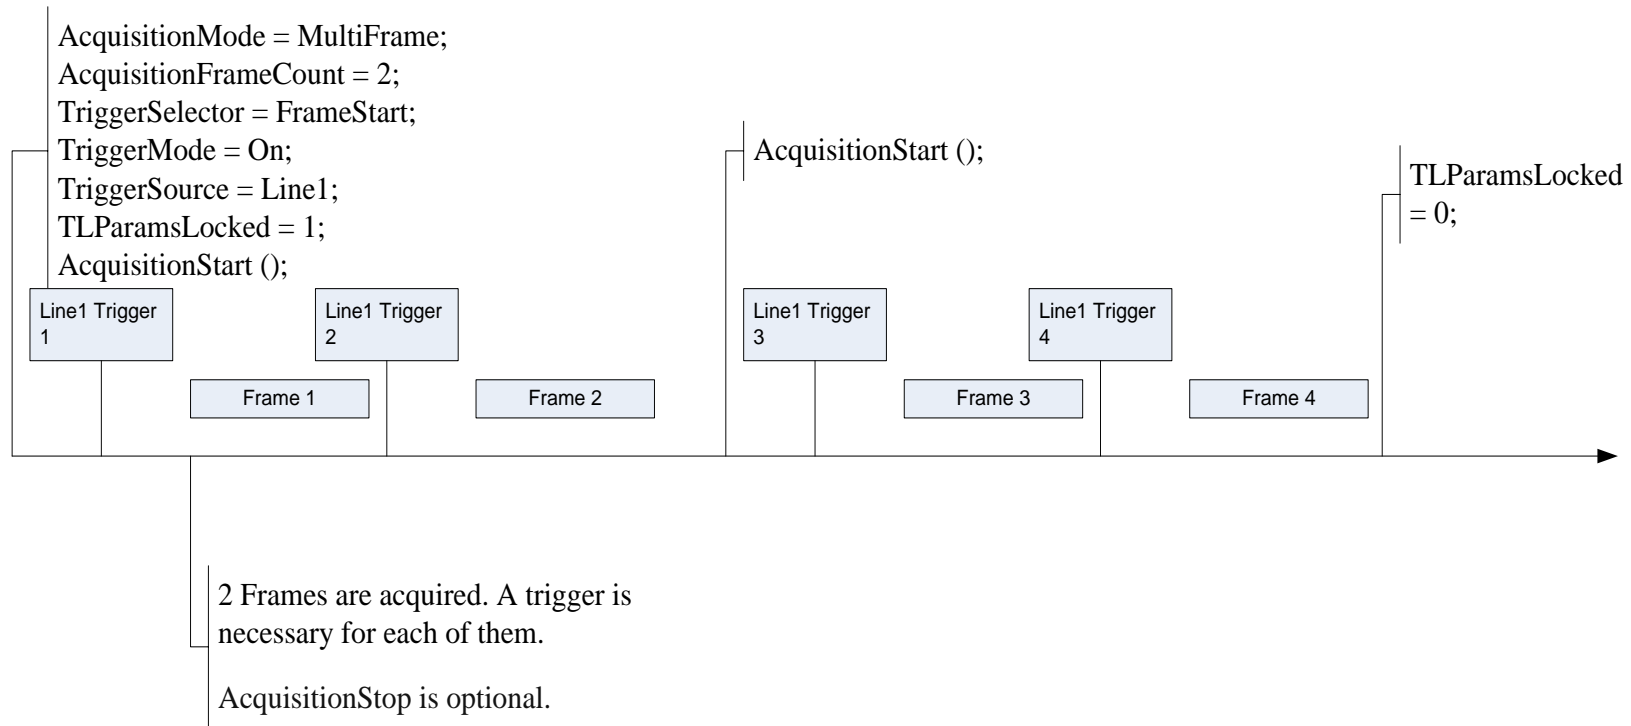 AcquisitionMode = MultiFrame;
AcquisitionFrameCount = 2;
TriggerSelector = FrameStart;
TriggerMode = On;
TriggerSource = Line1;
TLParamsLocked = 1;
AcquisitionStart ();
AcquisitionStart ();
TLParamsLocked
= 0;
Line1 Trigger
1
Line1 Trigger
2
Line1 Trigger
3
Line1 Trigger
4
Frame 1
Frame 2
Frame 3
Frame 4
2 Frames are acquired. A trigger is
necessary for each of them.
AcquisitionStop is optional.